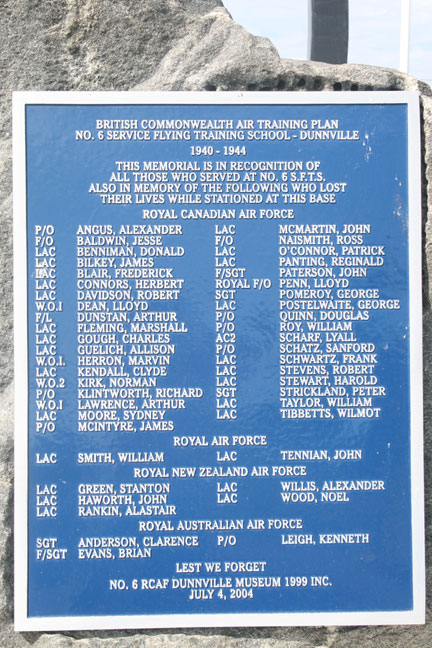 BRITISH COMMONWEALTH AIR TRAINING PLAN
NO. 6 SERVICE FLYING TRAINING SCHOOL - DUNNVILLE
1940 - 1944
THIS MEMORIAL IS IN RECOGNITION OF
ALL THOSE WHO SERVED AT NO. 6 S.F.T.S.
ALSO IN MEMORY OF THE FOLLOWING WHO LOST
THEIR LIVES WHILE STATIONED AT THIS BASE
ROYAL CANADIAN AIR FORCE
P/O ANGUS, ALEXANDER LAC MCMARTIN, JOHN
F/O BALDWIN, JESSE F/O NAISMITH, ROSS
LAC BENNIMAN, DONALD LAC O'CONNOR, PATRICK
LAC BILKEY, JAMES LAC PANTING, REGINALD
LAC BLAIR, FREDERICK F/SGT PATERSON, JOHN
LAC CONNORS, HERBERT ROYAL F/O PENN, LLOYD
LAC DAVIDSON, ROBERT SGT POMEROY, GEORGE
W.O.1 DEAN, LLOYD LAC POSTELWAITE, GEORGE
F/L DUNSTAN, ARTHUR P/O QUINN, DOUGLAS
LAC FLEMING, MARSHALL P/O ROY, WILLIAM
LAC GOUGH, CHARLES AC2 SCHARF, LYALL
LAC GUELICH, ALLISON P/O SCHATZ, SANFORD
W.O.1. HERRON, MARVIN LAC SCHWARTZ, FRANK
LAC KENDALL, CLYDE LAC STEVENS, ROBERT
W.O.2 KIRK, NORMAN LAC STEWART, HAROLD
P/O KLINTWORTH, RICHARD SGT STRICKLAND, PETER
W.O.1 LAWRENCE, ARTHUR LAC TAYLOR, WILLIAM
LAC MOORE, SYDNEY LAC TIBBETTS, WILMOT
P/O MCINTYRE, JAMES
ROYAL AIR FORCE
LAC SMITH, WILLIAM LAC TENNIAN, JOHN
ROYAL NEW ZEALAND AIR FORCE
LAC GREEN, STANTON LAC WILLIS, ALEXANDER
LAC HAWORTH, JOHN LAC WOOD, NOEL
LAC RANKIN, ALASTAIR
ROYAL AUSTRALIAN AIR FORCE
SGT ANDERSON, CLARENCE P/O LEIGH, KENNETH
F/SGT EVANS, BRIAN
LEST WE FORGET
NO. 6 RCAF DUNNVILLE MUSEUM 1999 INC.
JULY 4, 2004